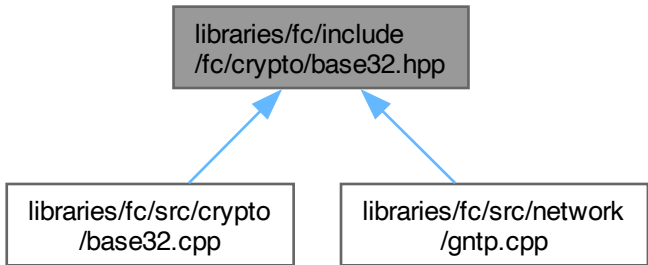 libraries/fc/include
/fc/crypto/base32.hpp
libraries/fc/src/crypto
/base32.cpp
libraries/fc/src/network
/gntp.cpp